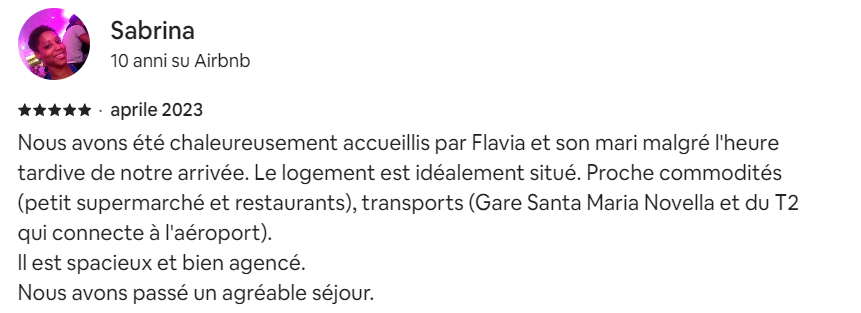 Sabrina
10 anni su Airbnb
★★★★★ · aprile 2023
Nous avons été chaleureusement accueillis par Flavia et son mari malgré l'heure
tardive de notre arrivée. Le logement est idéalement situé. Proche commodités
(petit supermarché et restaurants), transports (Gare Santa Maria Novella et du T2
qui connecte à l'aéroport).
Il est spacieux et bien agencé.
Nous avons passé un agréable séjour.